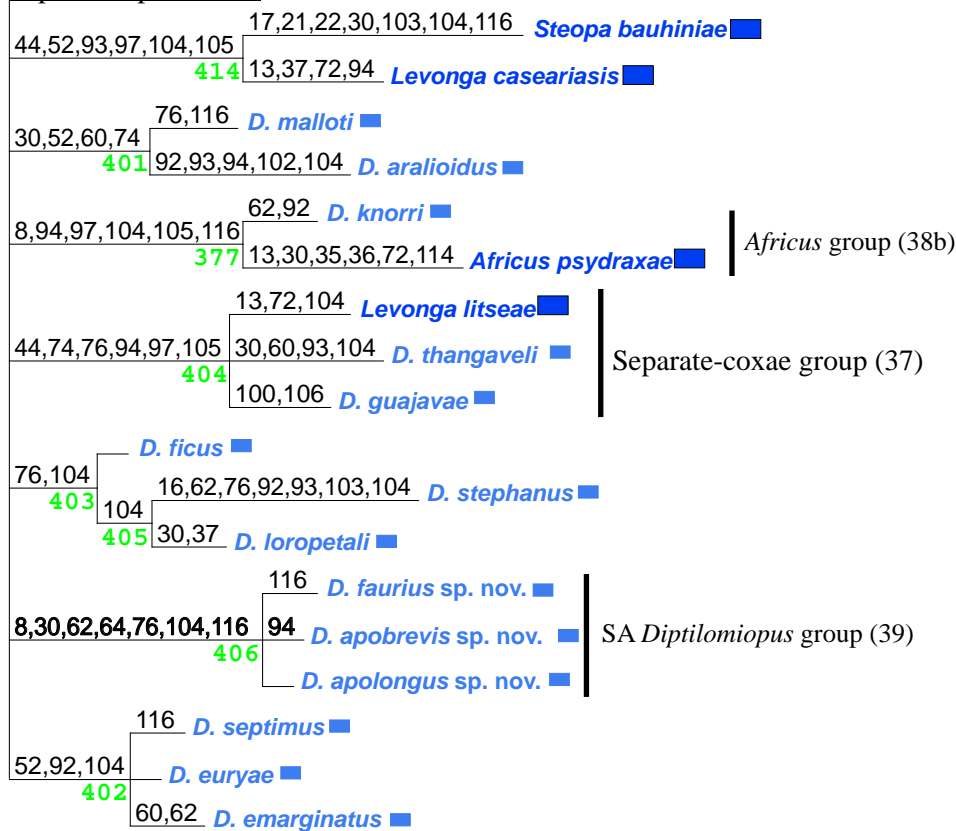 17,21,22,30,103,104,116
Steopa bauhiniae
44,52,93,97,104,105
414
13,37,72,94
Levonga caseariasis
76,116
D. malloti
30,52,60,74
401
92,93,94,102,104
D. aralioidus
62,92
D. knorri
8,94,97,104,105,116
377
13,30,35,36,72,114
Africus psydraxae
Africus group (38b)
13,72,104
Levonga litseae
44,74,76,94,97,105
404
30,60,93,104
D. thangaveli
100,106
D. guajavae
Separate-coxae group (37)
D. ficus
76,104
403
16,62,76,92,93,103,104
D. stephanus
104
405
30,37
D. loropetali
116
D. faurius sp. nov.
8,30,62,64,76,104,116
406
94
D. apobrevis sp. nov.
D. apolongus sp. nov.
SA Diptilomiopus group (39)
116
D. septimus
52,92,104
402
D. euryae
60,62
D. emarginatus